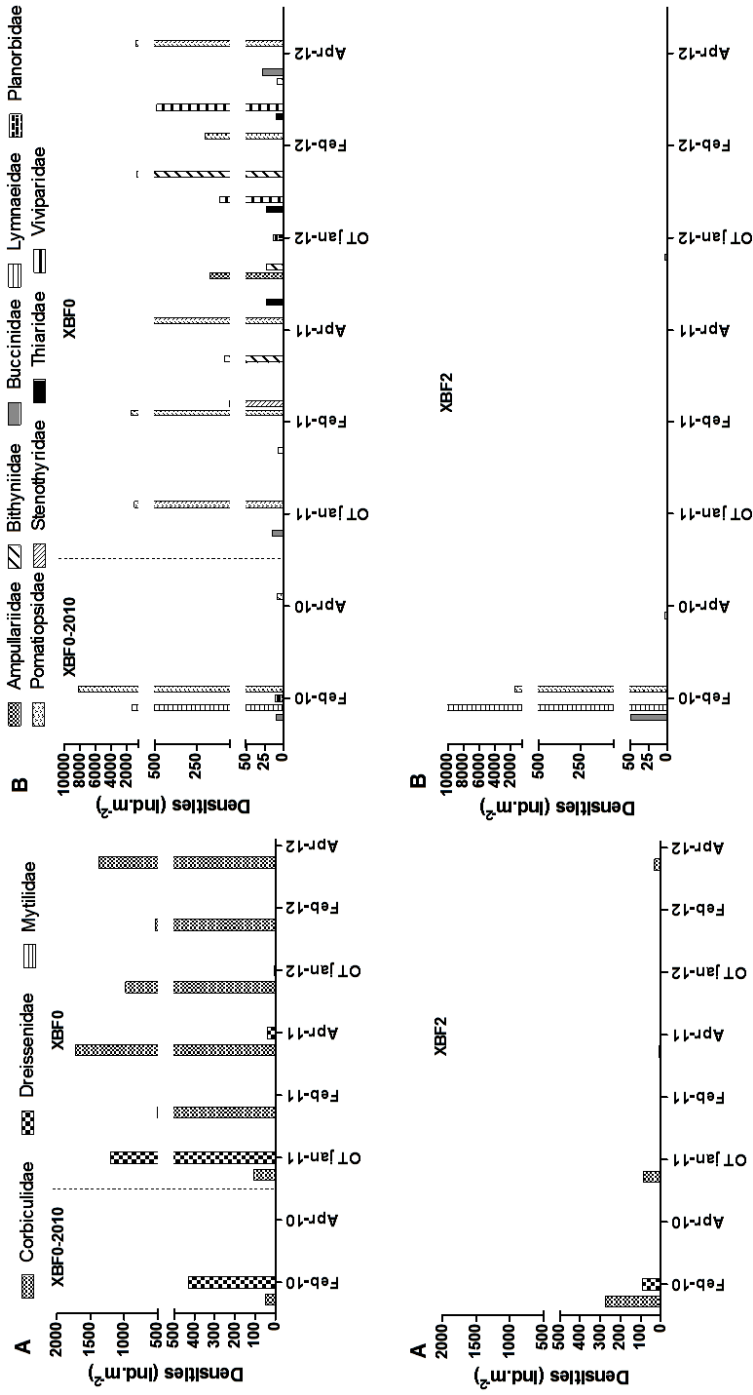 A
Corbiculidae Dreissenidae Mytilidae
XBF0-2010 XBF0
Densities (Ind.m⁻²)
2000
1500
1000
500
500
400
300
200
100
0
Feb-10 Apr-10 OT jan-11 Feb-11 Apr-11 OT jan-12 Feb-12 Apr-12
B
Ampullariidae Bithyniidae Buccinidae Lymnaeidae Planorbidae
Pomatiopsidae Stenothyridae Thiaridae Viviparidae
XBF0-2010 XBF0
Densities (Ind.m⁻²)
10000
8000
6000
4000
2000
500
250
50
25
0
Feb-10 Apr-10 OT jan-11 Feb-11 Apr-11 OT jan-12 Feb-12 Apr-12
A
XBF2
Densities (Ind.m⁻²)
2000
1500
1000
500
500
400
300
200
100
0
Feb-10 Apr-10 OT jan-11 Feb-11 Apr-11 OT jan-12 Feb-12 Apr-12
B
XBF2
Densities (Ind.m⁻²)
10000
8000
6000
4000
2000
500
250
50
25
0
Feb-10 Apr-10 OT jan-11 Feb-11 Apr-11 OT jan-12 Feb-12 Apr-12